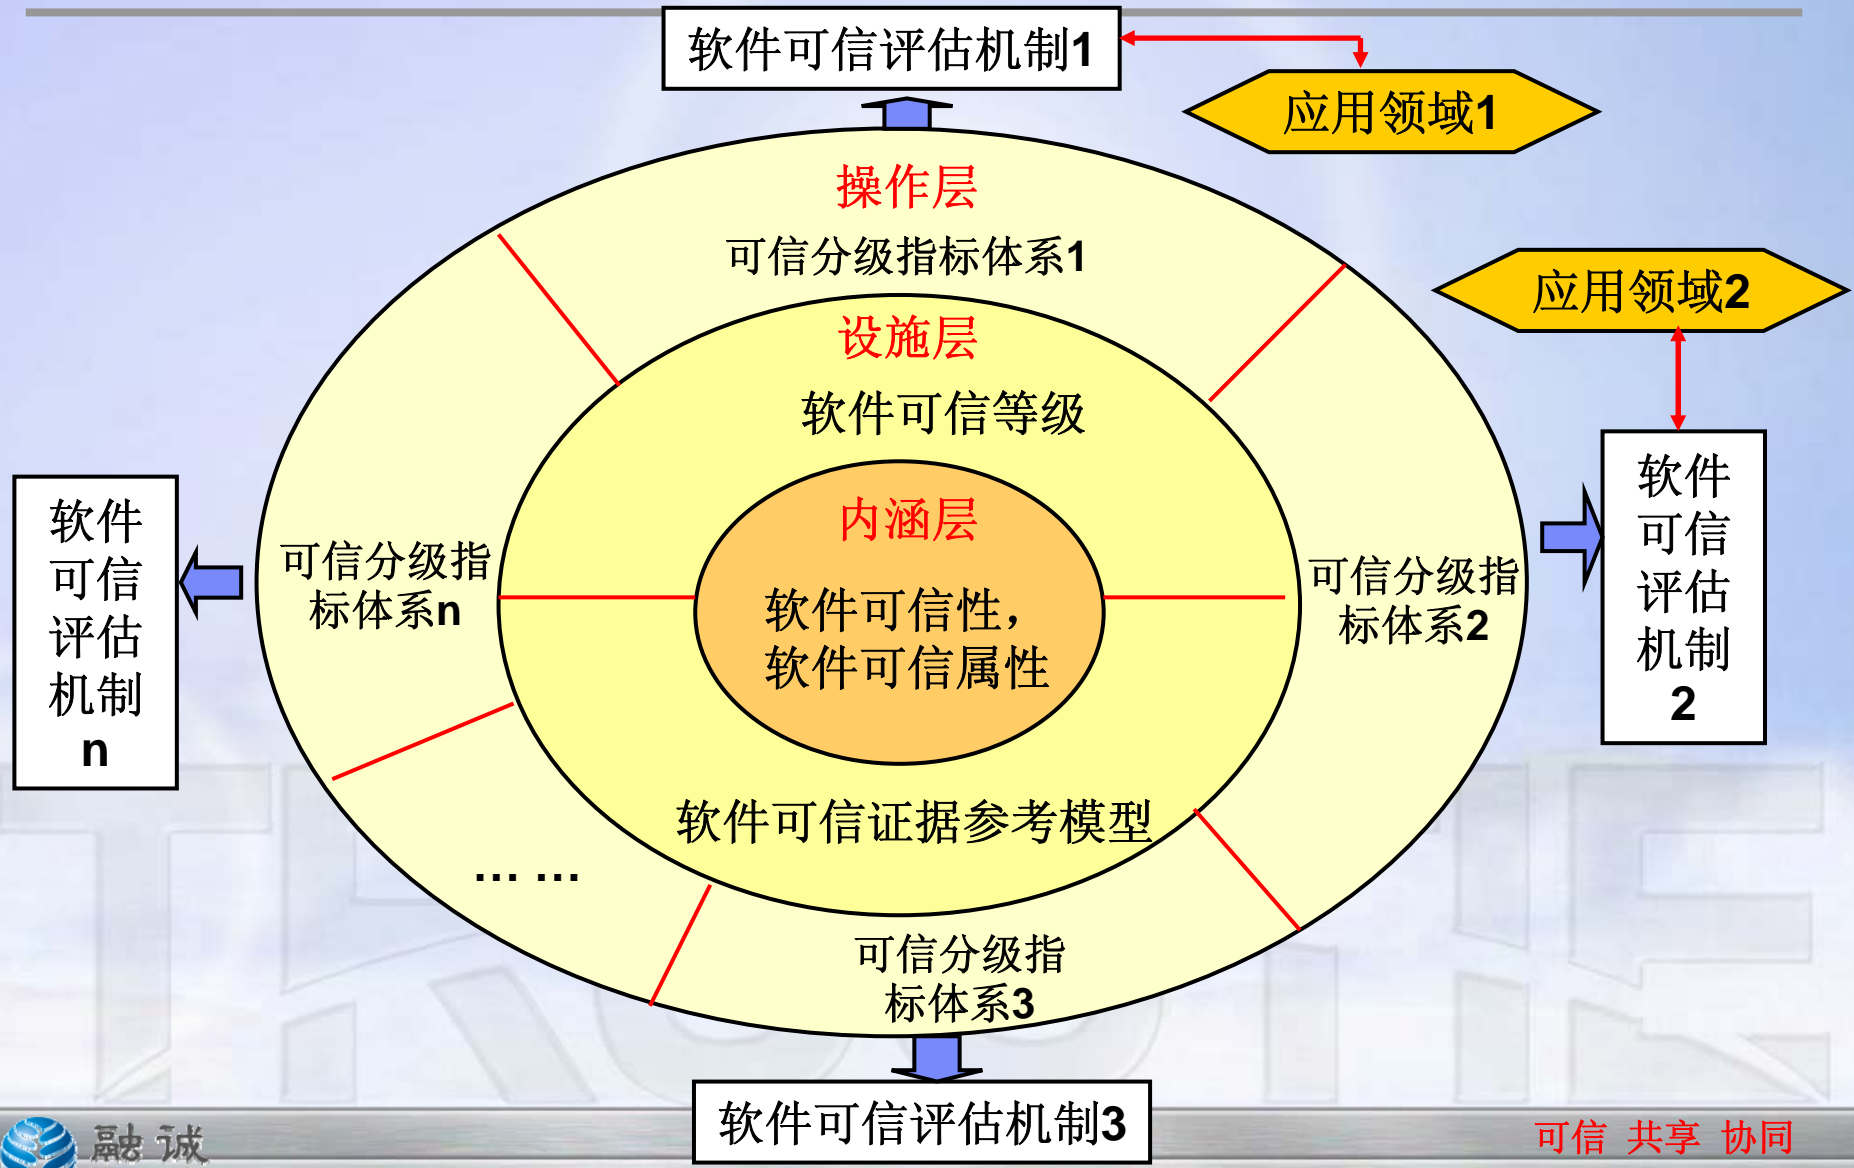 软件可信评估机制1
应用领域1
操作层
可信分级指标体系1
应用领域2
设施层
软件可信等级
内涵层
软件可信性，
软件可信属性
软件可信证据参考模型
可信分级指
标体系n
可信分级指
标体系2
软件
可信
评估
机制
n
软件
可信
评估
机制
2
... ...
可信分级指
标体系3
软件可信评估机制3
TRUSTIE
融诚
可信 共享 协同